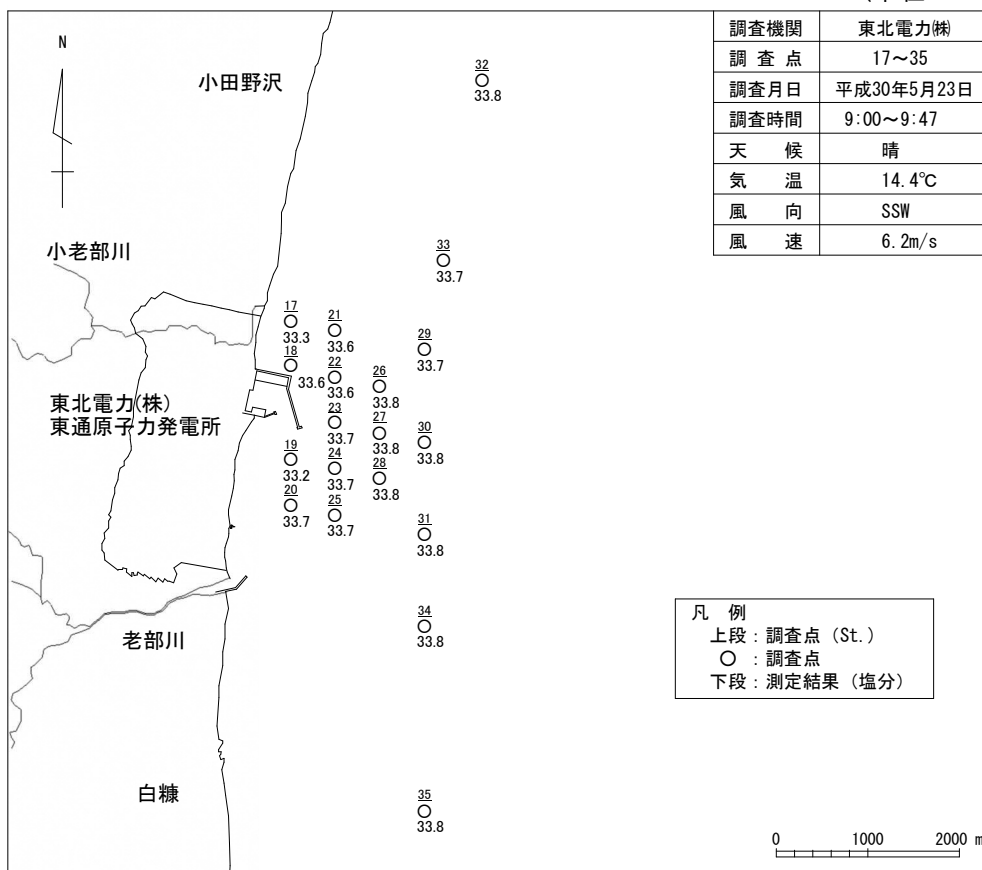 調査機関 東北電力㈱
調 査 点 17～35
調査月日 平成30年5月23日
調査時間 9:00～9:47
天 候 晴
気 温 14.4℃
風 向 SSW
風 速 6.2m/s
N
小田野沢
32
33.8
小老部川
33
33.7
17
33.3
21
33.6
29
33.7
18
33.6
22
33.6
26
33.8
東北電力(株)
東通原子力発電所
23
33.7
27
33.8
30
33.8
19
33.2
24
33.7
28
33.8
20
33.7
25
33.7
31
33.8
34
33.8
老部川
凡 例
上段：調査点（St.）
○ ：調査点
下段：測定結果（塩分）
白糠
35
33.8
0 1000 2000 m